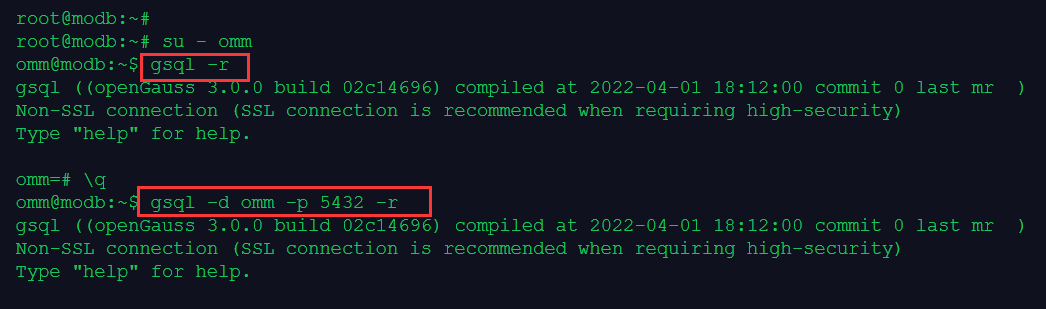 root@modb:~#
root@modb:~# su - omm
omm@modb:~$ gsql -r
gsql ((openGauss 3.0.0 build 02c14696) compiled at 2022-04-01 18:12:00 commit 0 last mr  )
Non-SSL connection (SSL connection is recommended when requiring high-security)
Type "help" for help.
omm=# \q
omm@modb:~$ gsql -d omm -p 5432 -r
gsql ((openGauss 3.0.0 build 02c14696) compiled at 2022-04-01 18:12:00 commit 0 last mr  )
Non-SSL connection (SSL connection is recommended when requiring high-security)
Type "help" for help.